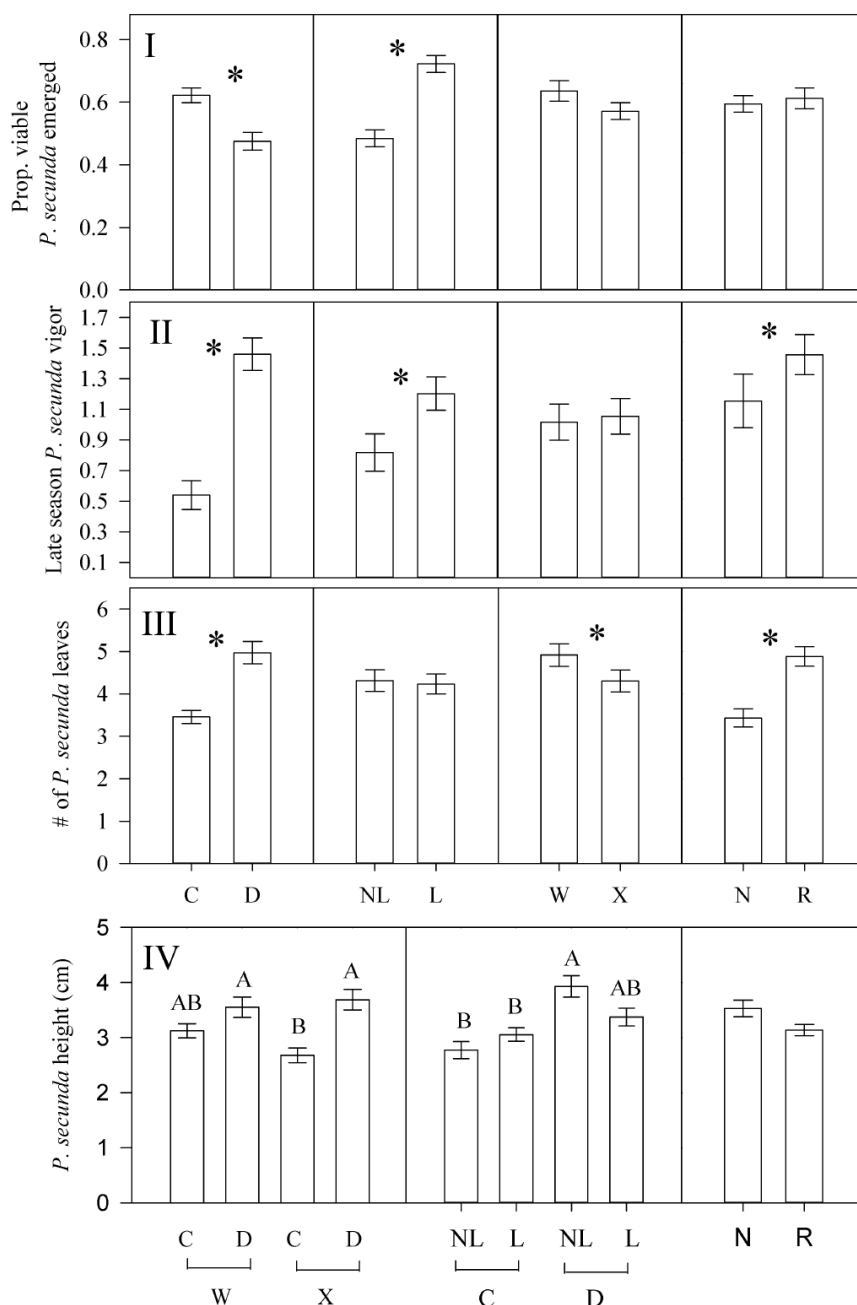 I
*
*
0.8
0.6
0.4
0.2
0.0
Prop. viable
P. secunda emerged
II
*
*
*
1.7
1.5
1.3
1.1
0.9
0.7
0.5
0.3
0.1
Late season P. secunda vigor
III
*
*
*
6
5
4
3
2
1
0
# of P. secunda leaves
C D NL L W X N R
IV
5
4
3
2
1
0
P. secunda height (cm)
AB A B A B B A AB
C D C D NL L NL L N R
W X C D